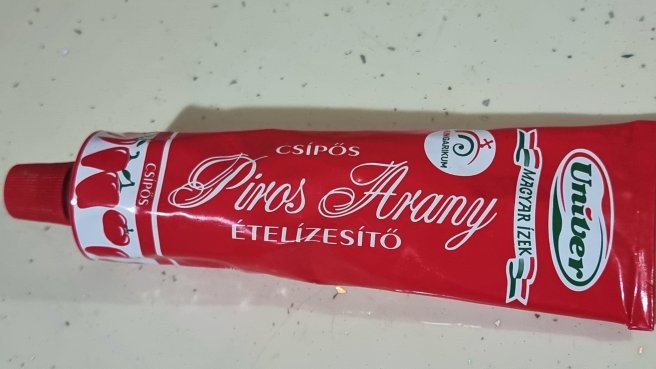 CSÍPŐS
CSÍPŐS
Piros Arany
ÉTELÍZESÍTŐ
HUNGARIKUM
MAGYAR ÍZEK
Univer